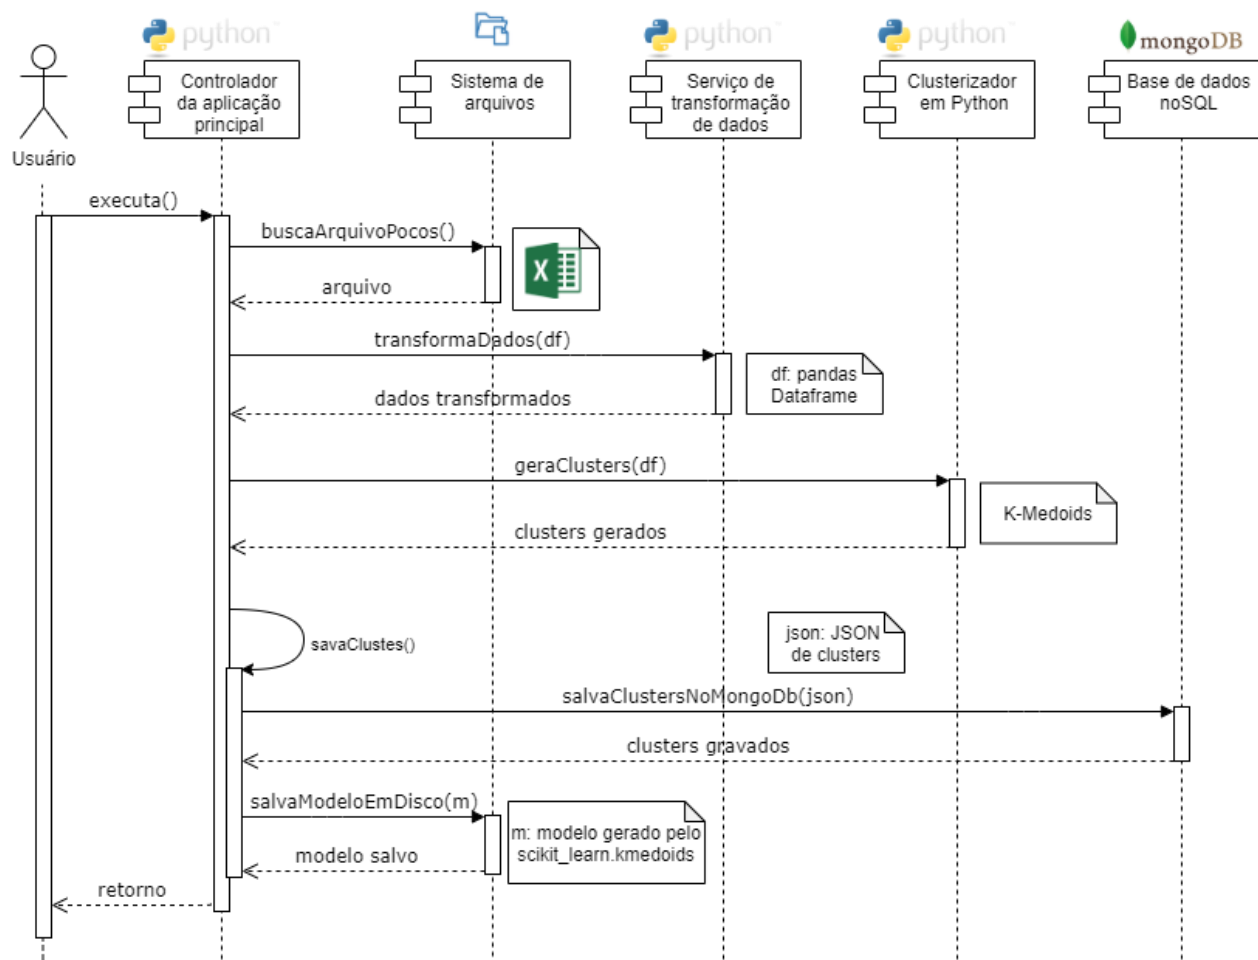 python
python
python
mongoDB
Controlador
da aplicação
principal
Sistema de
arquivos
Serviço de
transformação
de dados
Clusterizador
em Python
Base de dados
noSQL
Usuário
executa()
buscaArquivoPocos()
X
arquivo
transformaDados(df)
df: pandas
Dataframe
dados transformados
geraClusters(df)
K-Medoids
clusters gerados
savaClustes()
json: JSON
de clusters
salvaClustersNoMongoDb(json)
clusters gravados
salvaModeloEmDisco(m)
m: modelo gerado pelo
scikit_learn.kmedoids
modelo salvo
retorno